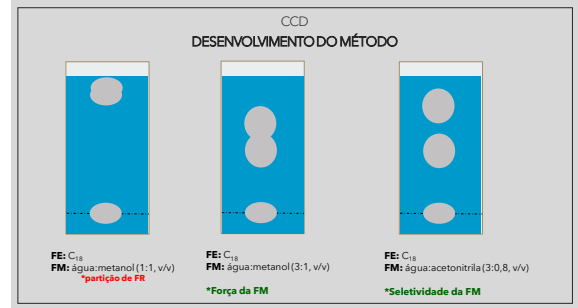 CCD
DESENVOLVIMENTO DO MÉTODO
FE: C₁₈
FM: água:metanol (1:1, v/v)
*partição de FR
FE: C₁₈
FM: água:metanol (3:1, v/v)
*Força da FM
FE: C₁₈
FM: água:acetonitrila (3:0,8, v/v)
*Seletividade da FM